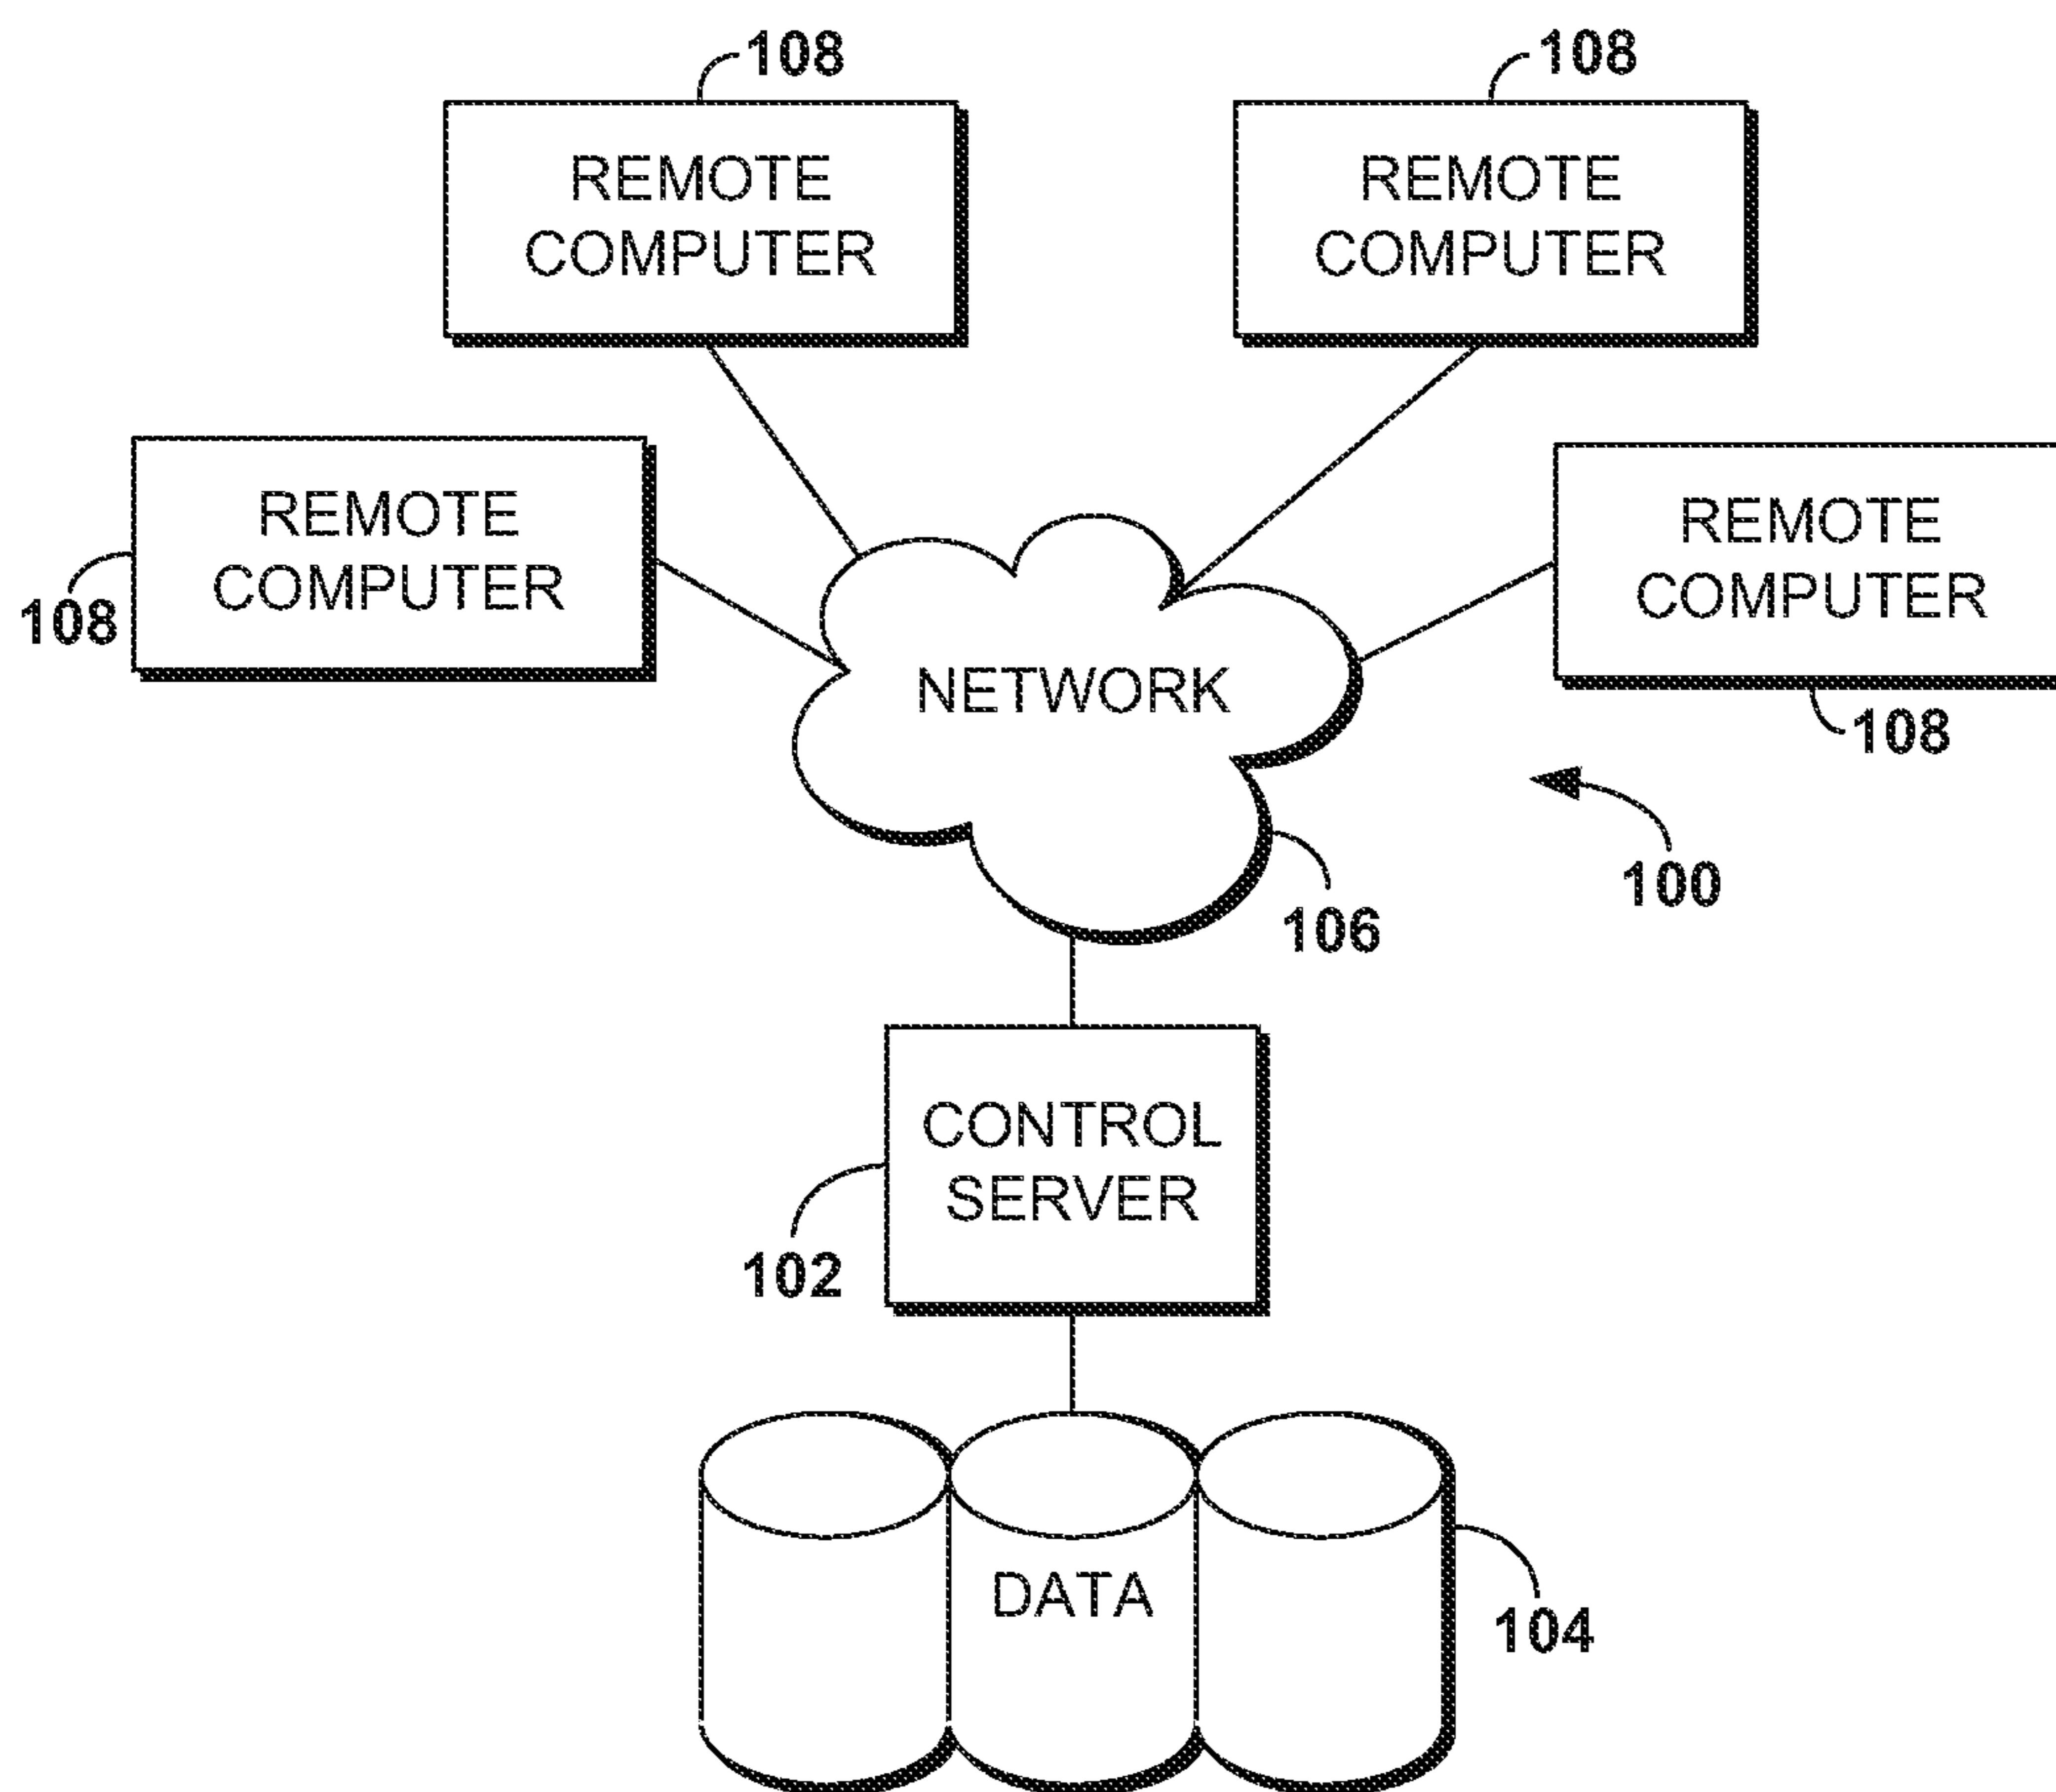 108
108
REMOTE
COMPUTER
REMOTE
COMPUTER
REMOTE
COMPUTER
108
REMOTE
COMPUTER
108
NETWORK
100
106
CONTROL
SERVER
102
DATA
104